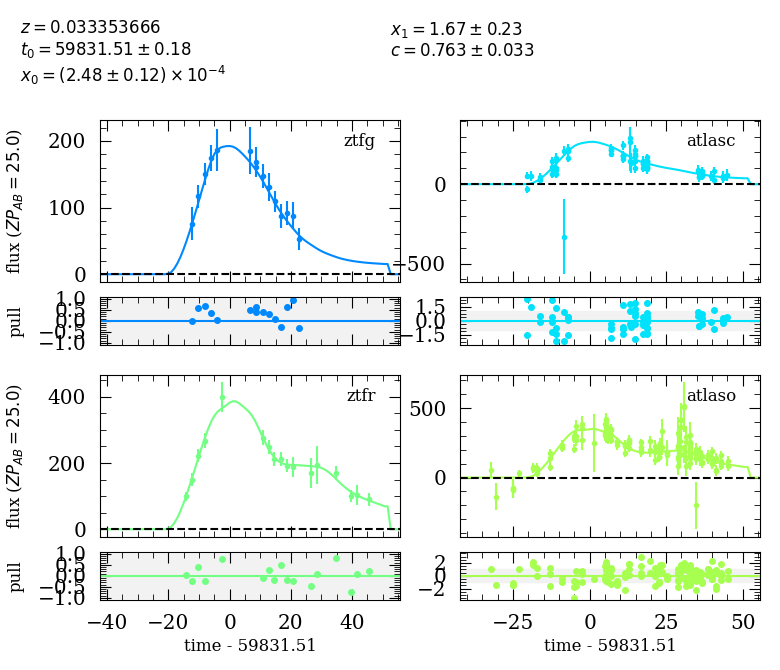 z = 0.033353666
t0 = 59831.51 ± 0.18
x0 = (2.48 ± 0.12) × 10^−4
x1 = 1.67 ± 0.23
c = 0.763 ± 0.033
ztfg
flux (ZP_AB = 25.0)
200
100
0
atlasc
0
−500
pull
1.0
0.5
0.0
−0.5
−1.0
1.5
0.0
−1.5
ztfr
flux (ZP_AB = 25.0)
400
200
0
atlaso
500
0
pull
1.0
0.5
0.0
−0.5
−1.0
2
0
−2
−40 −20 0 20 40
time - 59831.51
−25 0 25 50
time - 59831.51